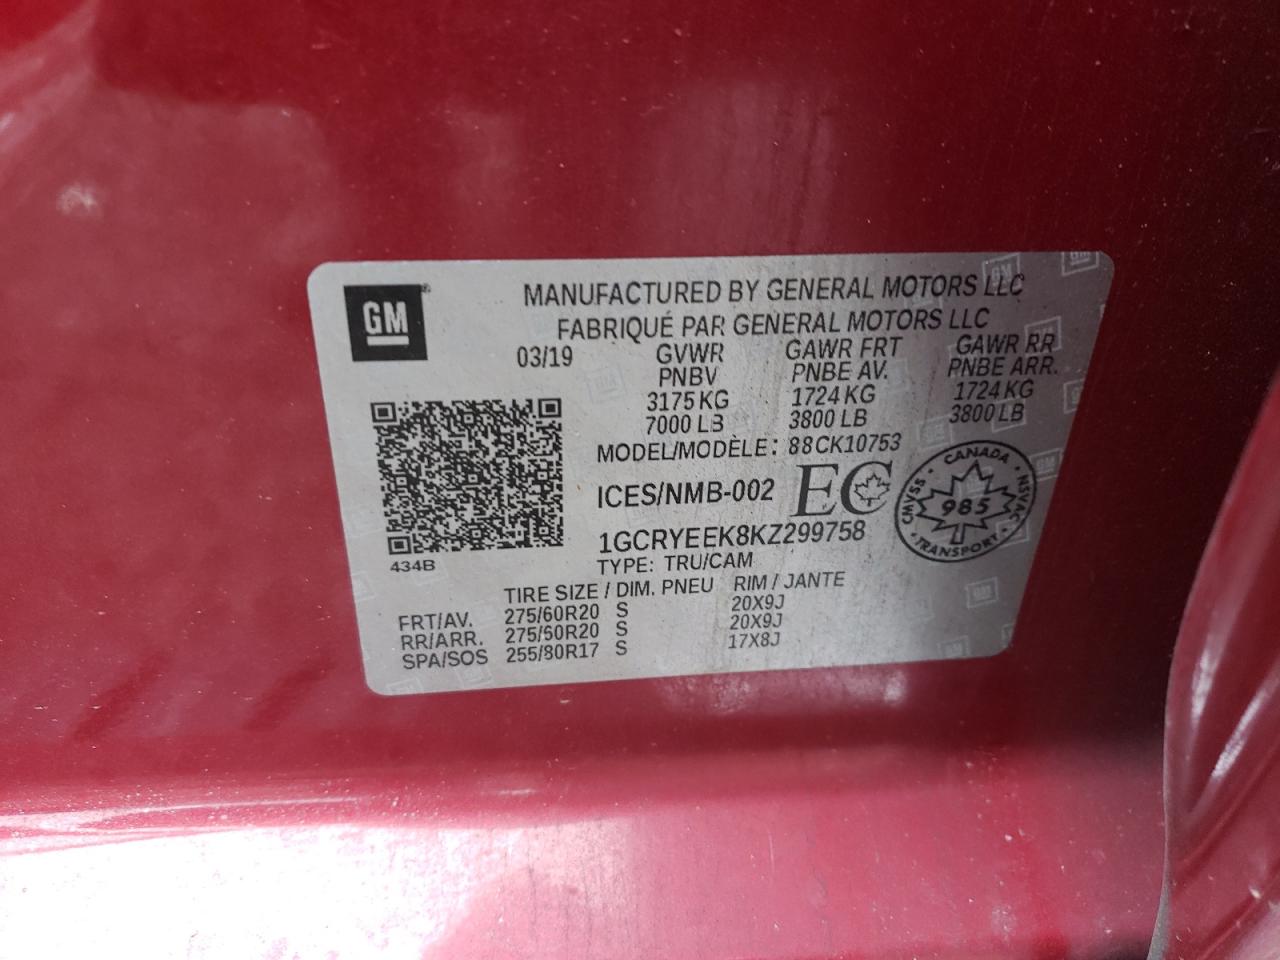 GM
MANUFACTURED BY GENERAL MOTORS LLC
FABRIQUÉ PAR GENERAL MOTORS LLC
03/19 GVWR GAWR FRT GAWR RR
PNBV PNBE AV. PNBE ARR.
3175 KG 1724 KG 1724 KG
7000 LB 3800 LB 3800 LB
MODEL/MODÈLE: 88CK10753
ICES/NMB-002 EC
CANADA
CMVSS 985 NSVAC
TRANSPORT
1GCRYEEK8KZ299758
434B
TYPE: TRU/CAM
TIRE SIZE / DIM. PNEU RIM / JANTE
FRT/AV. 275/60R20 S 20X9J
RR/ARR. 275/60R20 S 20X9J
SPA/SOS 255/80R17 S 17X8J